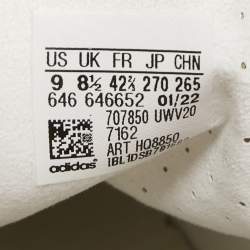 US UK FR JP CHN
9 8½ 42⅔ 270 265
646 646652 01/22
707850 UWV20
7162
ART HQ8850
adidas